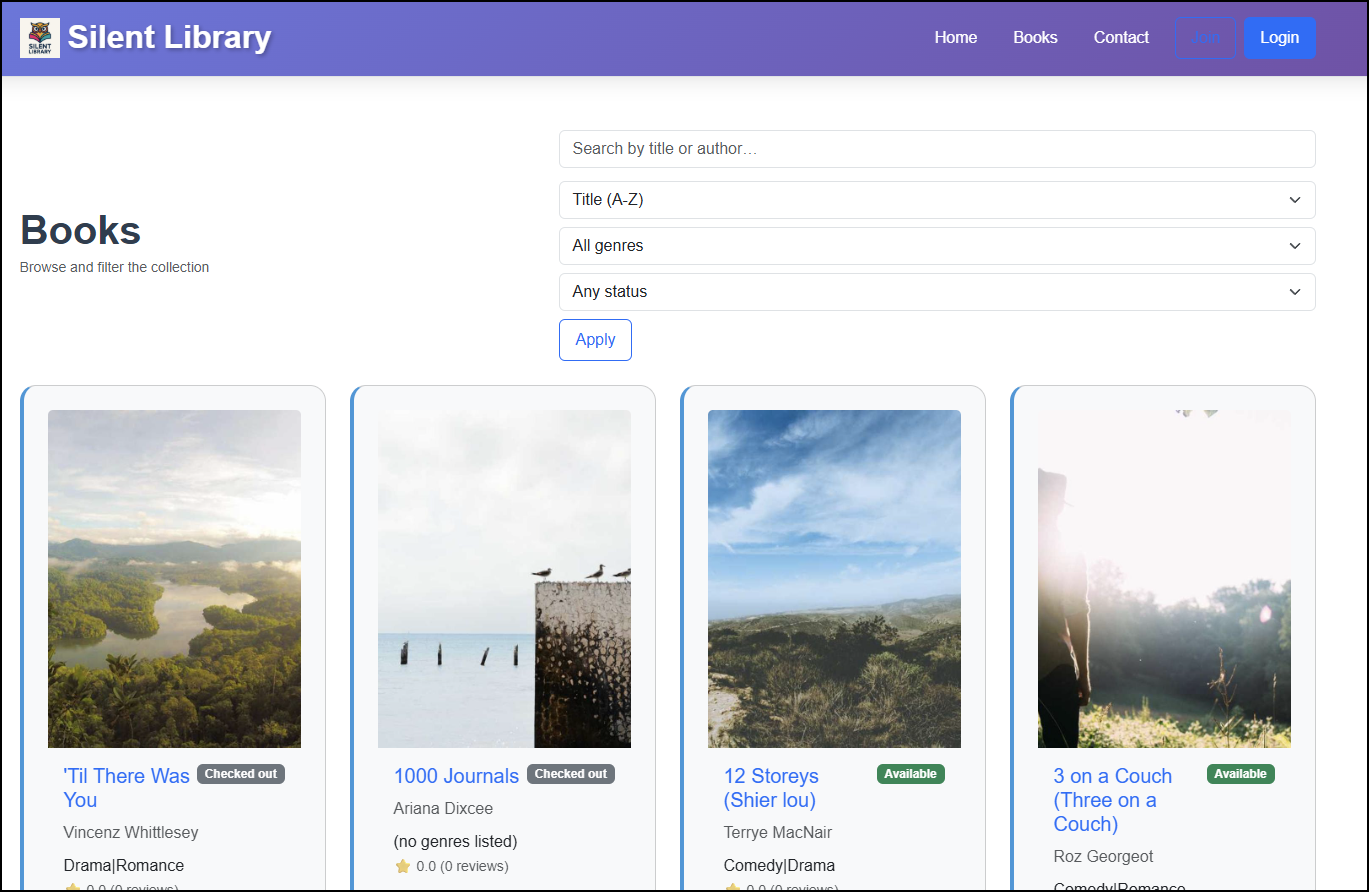 SILENT
LIBRARY
Silent Library
Home
Books
Contact
Join
Login
Search by title or author…
Title (A-Z)
All genres
Any status
Apply
Books
Browse and filter the collection
'Til There Was
You
Checked out
Vincenz Whittlesey
Drama|Romance
0.0 (0 reviews)
1000 Journals
Checked out
Ariana Dixcee
(no genres listed)
0.0 (0 reviews)
12 Storeys
(Shier lou)
Available
Terrye MacNair
Comedy|Drama
0.0 (0 reviews)
3 on a Couch
(Three on a
Couch)
Available
Roz Georgeot
Comedy|Romance